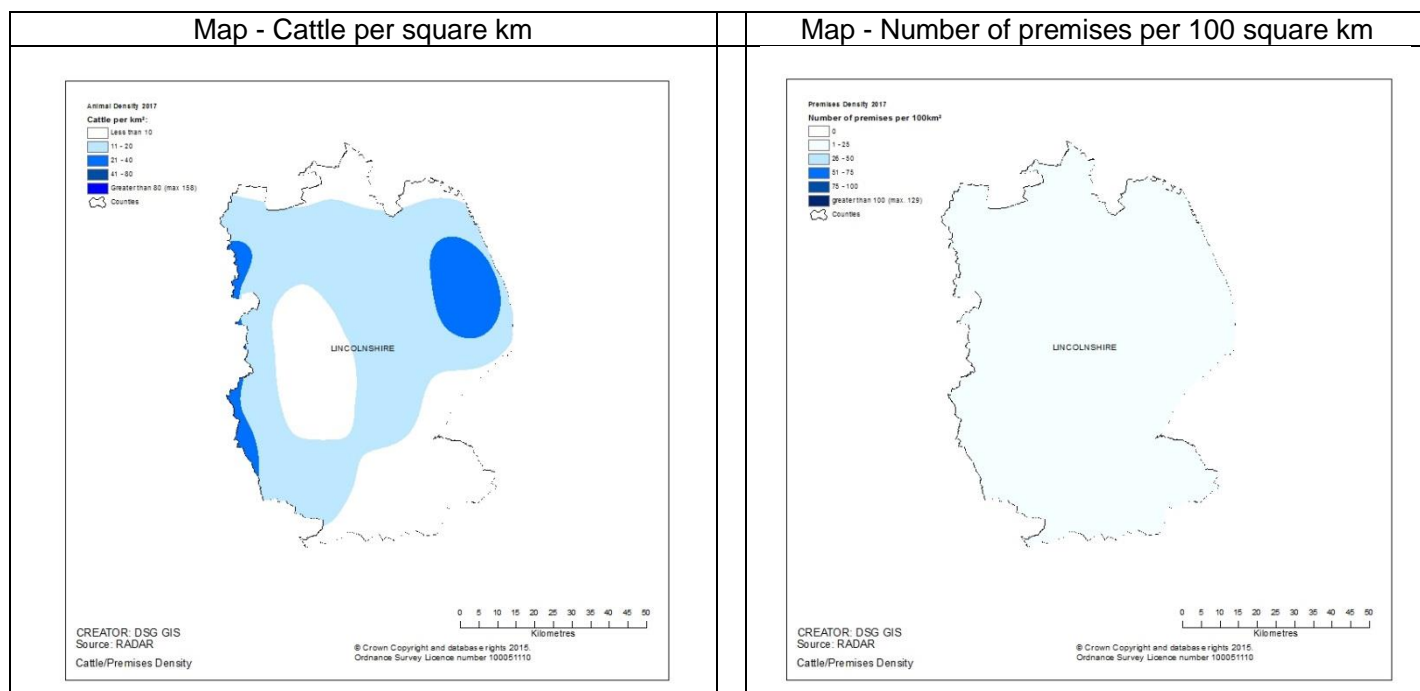 Map - Cattle per square km
Animal Density 2017
Cattle per km²:
Less than 10
11 - 20
21 - 40
41 - 80
Greater than 80 (max 158)
Counties
LINCOLNSHIRE
0 5 10 15 20 25 30 35 40 45 50
Kilometres
CREATOR: DSG GIS
Source: RADAR
Cattle/Premises Density
© Crown Copyright and database rights 2015.
Ordnance Survey Licence number 100051110
Map - Number of premises per 100 square km
Premises Density 2017
Number of premises per 100km²
0
1 - 25
26 - 50
51 - 75
75 - 100
greater than 100 (max. 129)
Counties
LINCOLNSHIRE
0 5 10 15 20 25 30 35 40 45 50
Kilometres
CREATOR: DSG GIS
Source: RADAR
Cattle/Premises Density
© Crown Copyright and database rights 2015.
Ordnance Survey Licence number 100051110